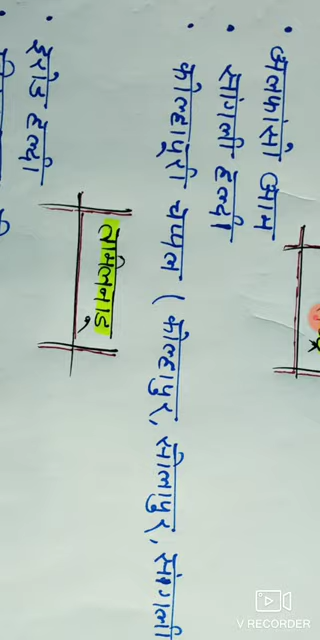 अलफांसो आम
सांगली हल्दी
कोल्हापूरी चप्पल (कोल्हापुर, सोलापुर, सांगली
तमिलनाडु
इरोड हल्दी
V RECORDER